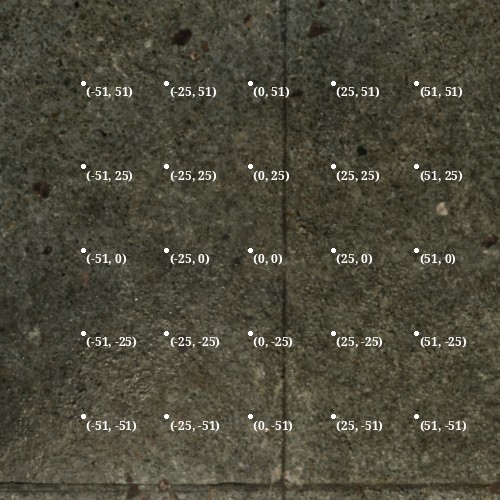 (-51, 51) (-25, 51) (0, 51) (25, 51) (51, 51)
(-51, 25) (-25, 25) (0, 25) (25, 25) (51, 25)
(-51, 0) (-25, 0) (0, 0) (25, 0) (51, 0)
(-51, -25) (-25, -25) (0, -25) (25, -25) (51, -25)
(-51, -51) (-25, -51) (0, -51) (25, -51) (51, -51)